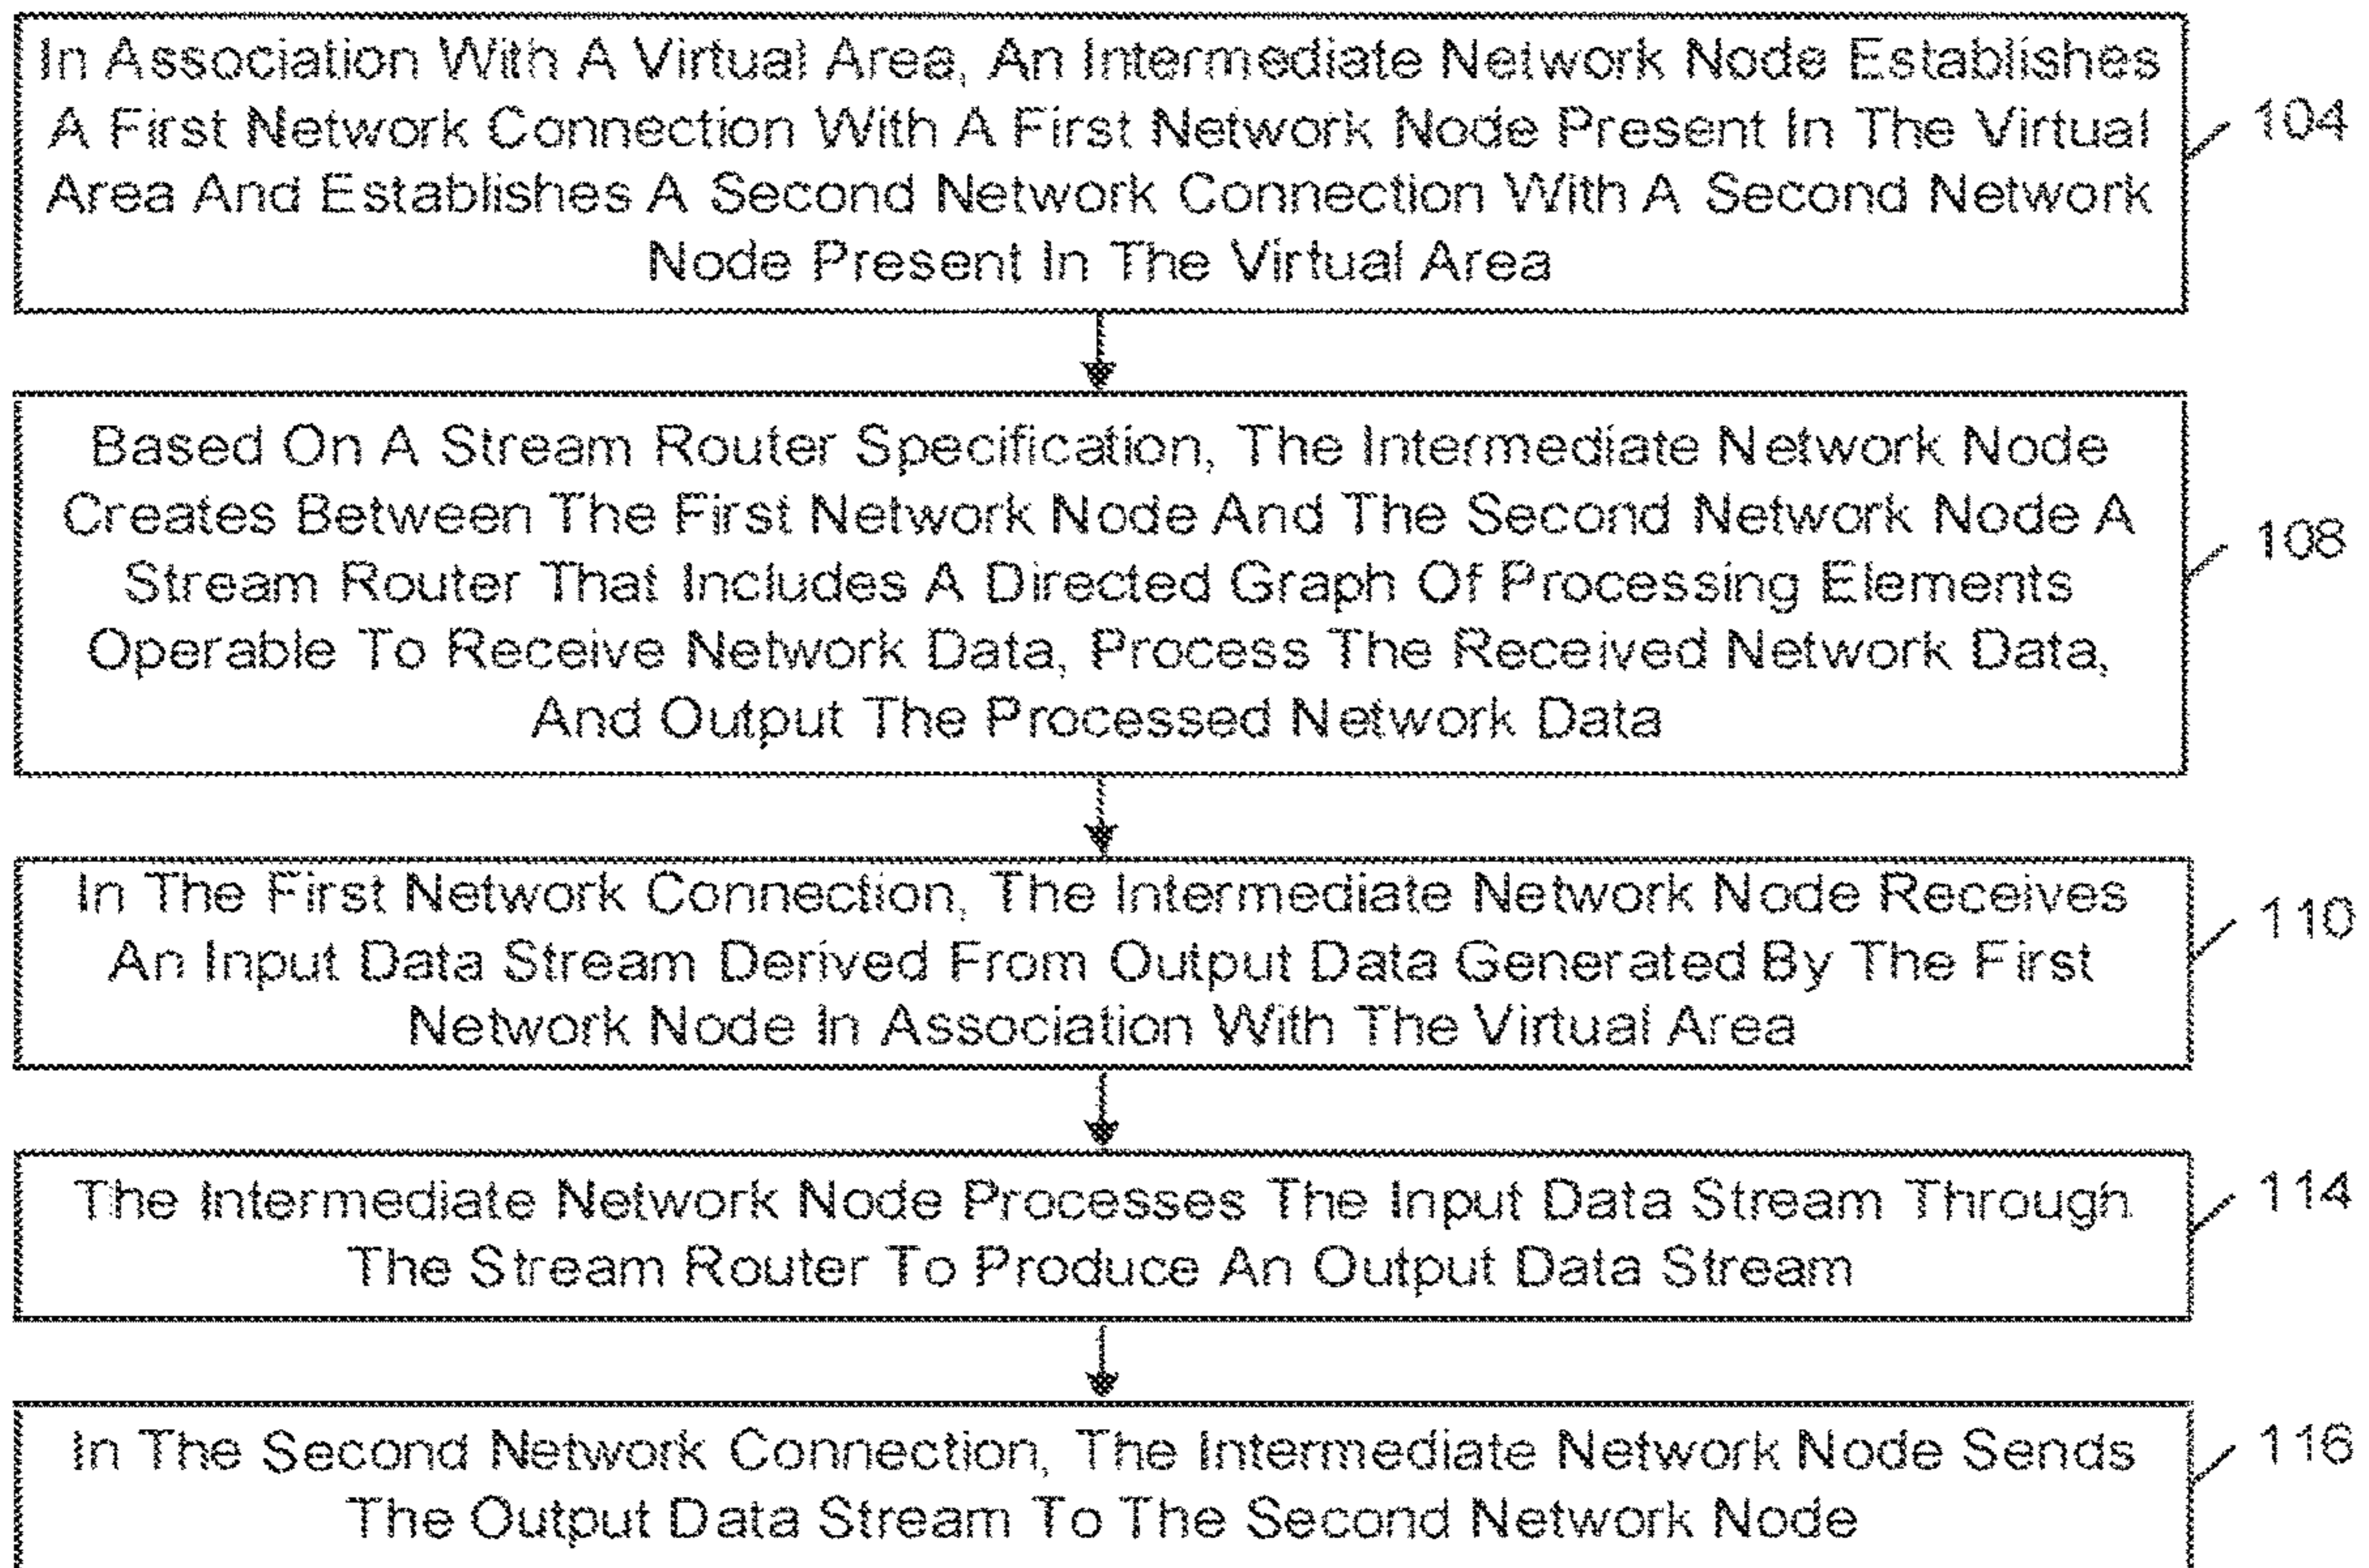 In Association With A Virtual Area, An Intermediate Network Node Establishes
A First Network Connection With A First Network Node Present In The Virtual
Area And Establishes A Second Network Connection With A Second Network
Node Present In The Virtual Area
104
Based On A Stream Router Specification, The Intermediate Network Node
Creates Between The First Network Node And The Second Network Node A
Stream Router That Includes A Directed Graph Of Processing Elements
Operable To Receive Network Data, Process The Received Network Data,
And Output The Processed Network Data
108
In The First Network Connection, The Intermediate Network Node Receives
An Input Data Stream Derived From Output Data Generated By The First
Network Node In Association With The Virtual Area
110
The Intermediate Network Node Processes The Input Data Stream Through
The Stream Router To Produce An Output Data Stream
114
In The Second Network Connection, The Intermediate Network Node Sends
The Output Data Stream To The Second Network Node
116